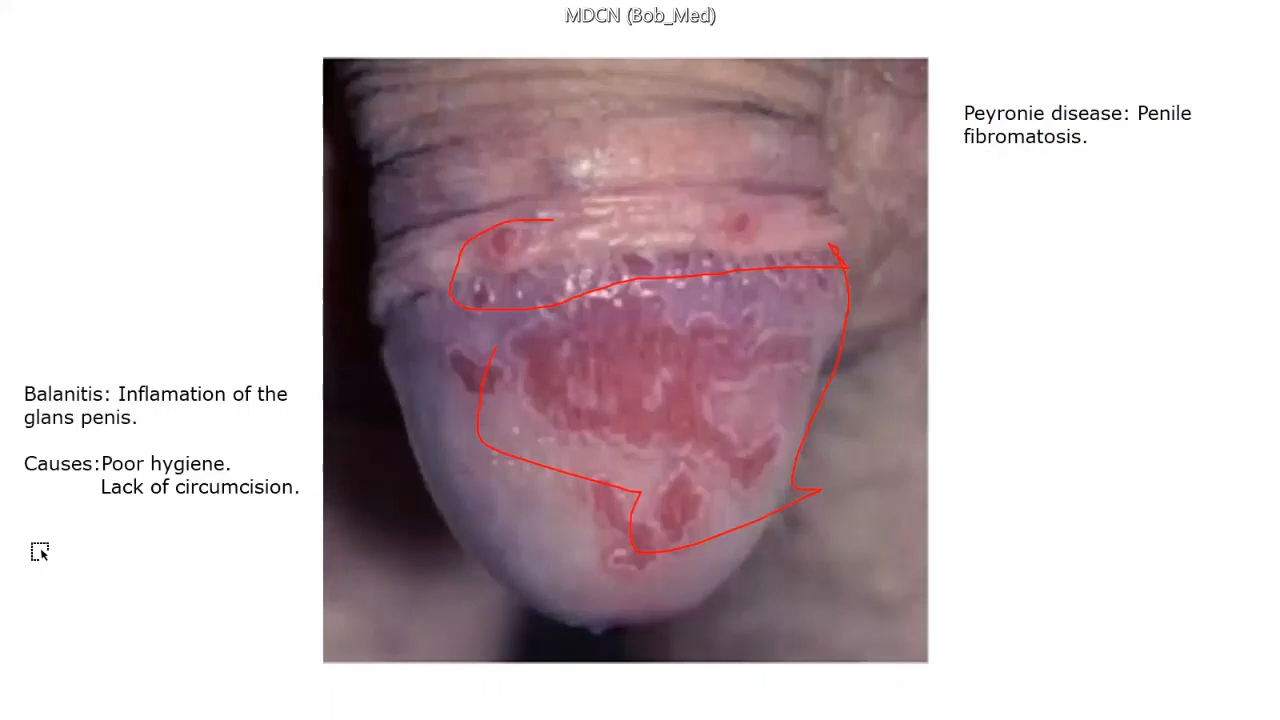 MDCN (Bob_Med)
Peyronie disease: Penile
fibromatosis.
Balanitis: Inflamation of the
glans penis.
Causes:Poor hygiene.
Lack of circumcision.